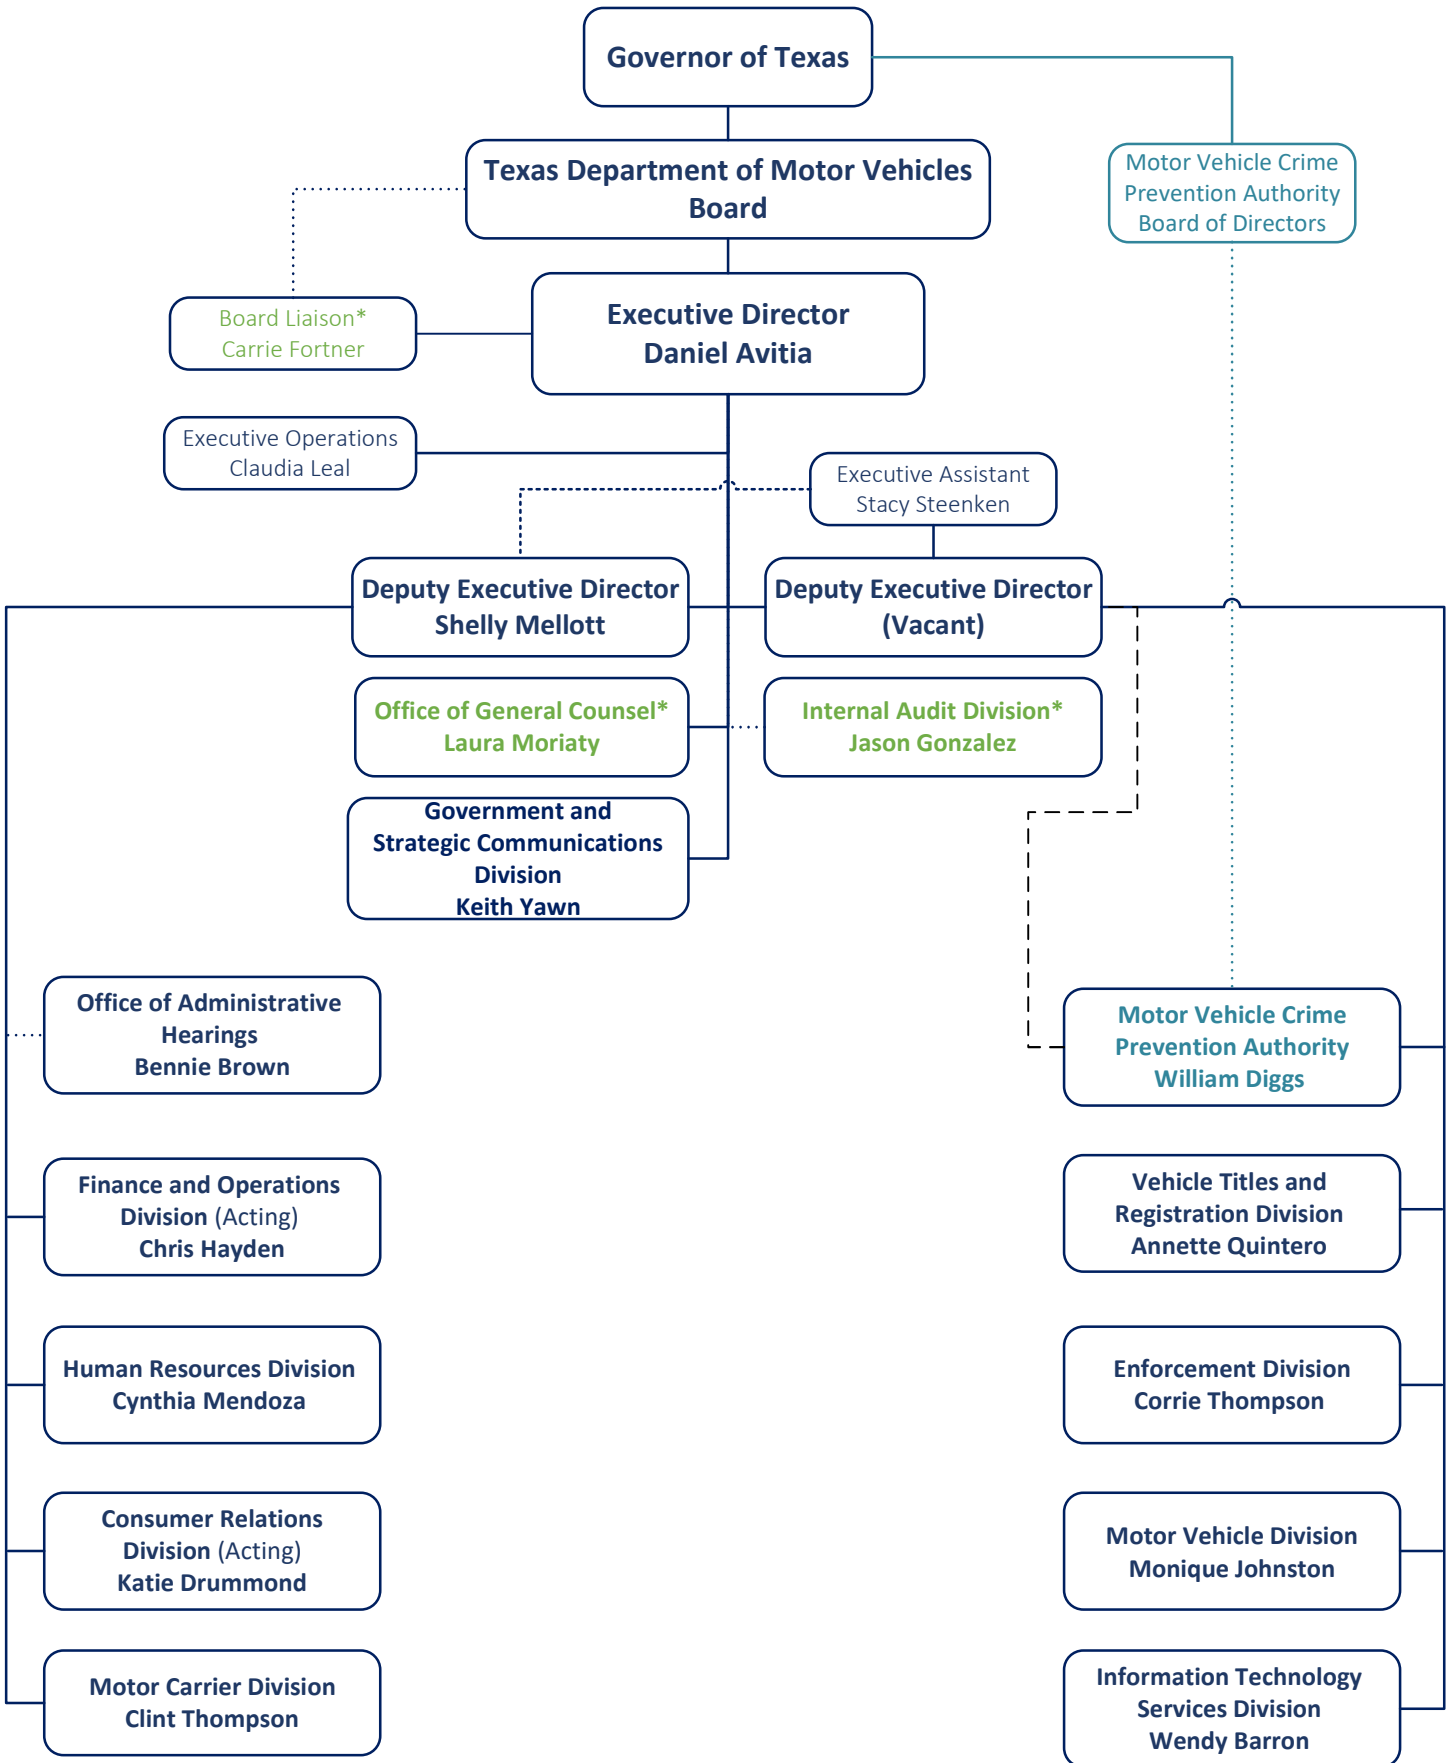 Governor of Texas
Texas Department of Motor Vehicles
Board
Motor Vehicle Crime
Prevention Authority
Board of Directors
Board Liaison*
Carrie Fortner
Executive Director
Daniel Avitia
Executive Operations
Claudia Leal
Executive Assistant
Stacy Steenken
Deputy Executive Director
Shelly Mellott
Deputy Executive Director
(Vacant)
Office of General Counsel*
Laura Moriaty
Internal Audit Division*
Jason Gonzalez
Government and
Strategic Communications
Division
Keith Yawn
Office of Administrative
Hearings
Bennie Brown
Motor Vehicle Crime
Prevention Authority
William Diggs
Finance and Operations
Division (Acting)
Chris Hayden
Vehicle Titles and
Registration Division
Annette Quintero
Human Resources Division
Cynthia Mendoza
Enforcement Division
Corrie Thompson
Consumer Relations
Division (Acting)
Katie Drummond
Motor Vehicle Division
Monique Johnston
Motor Carrier Division
Clint Thompson
Information Technology
Services Division
Wendy Barron